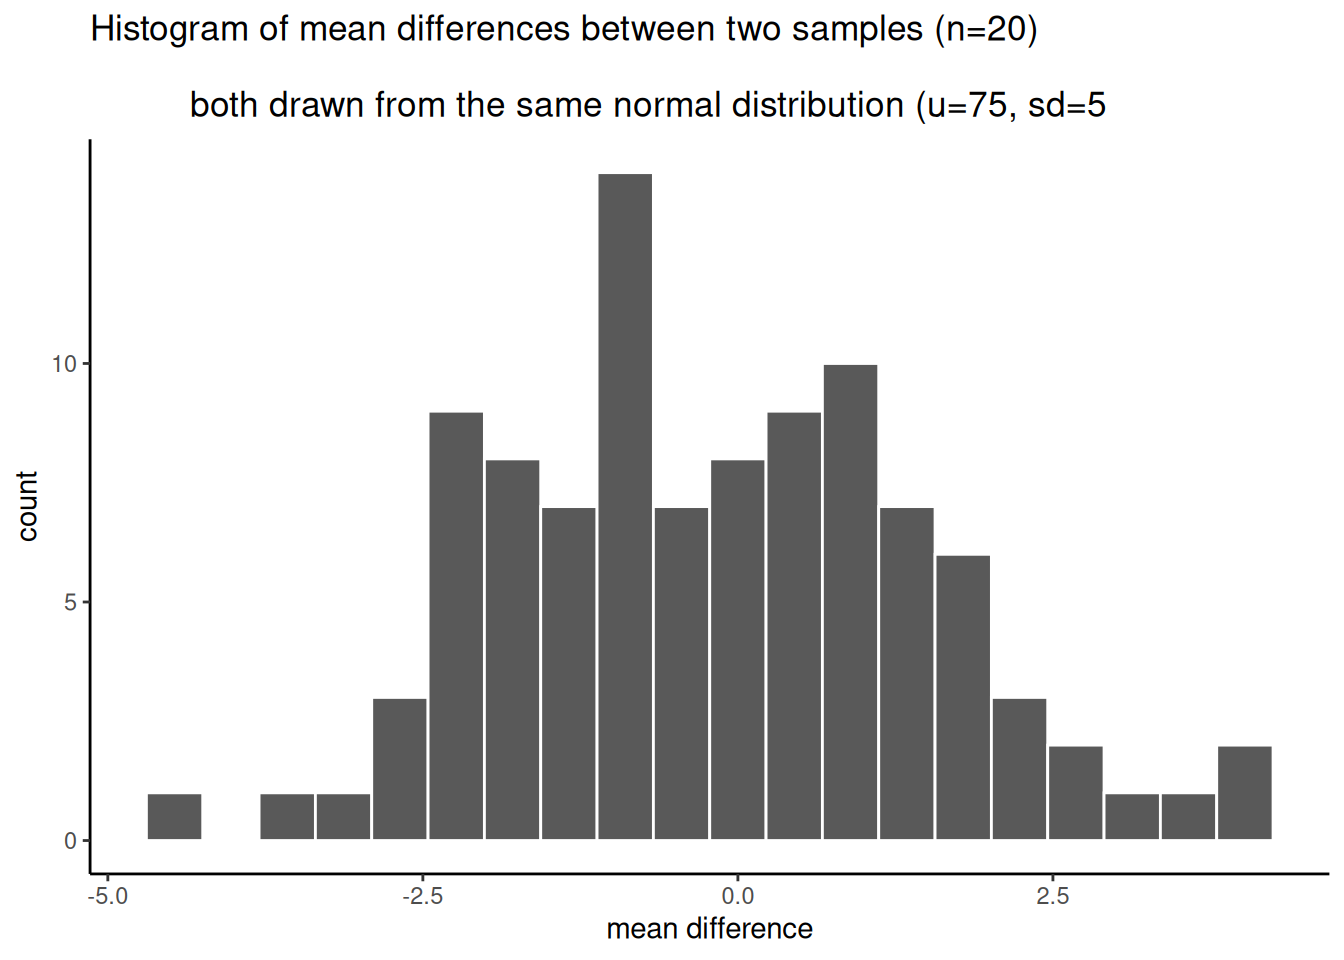 Histogram of mean differences between two samples (n=20)
both drawn from the same normal distribution (u=75, sd=5
count
10
5
0
-5.0
-2.5
0.0
2.5
mean difference